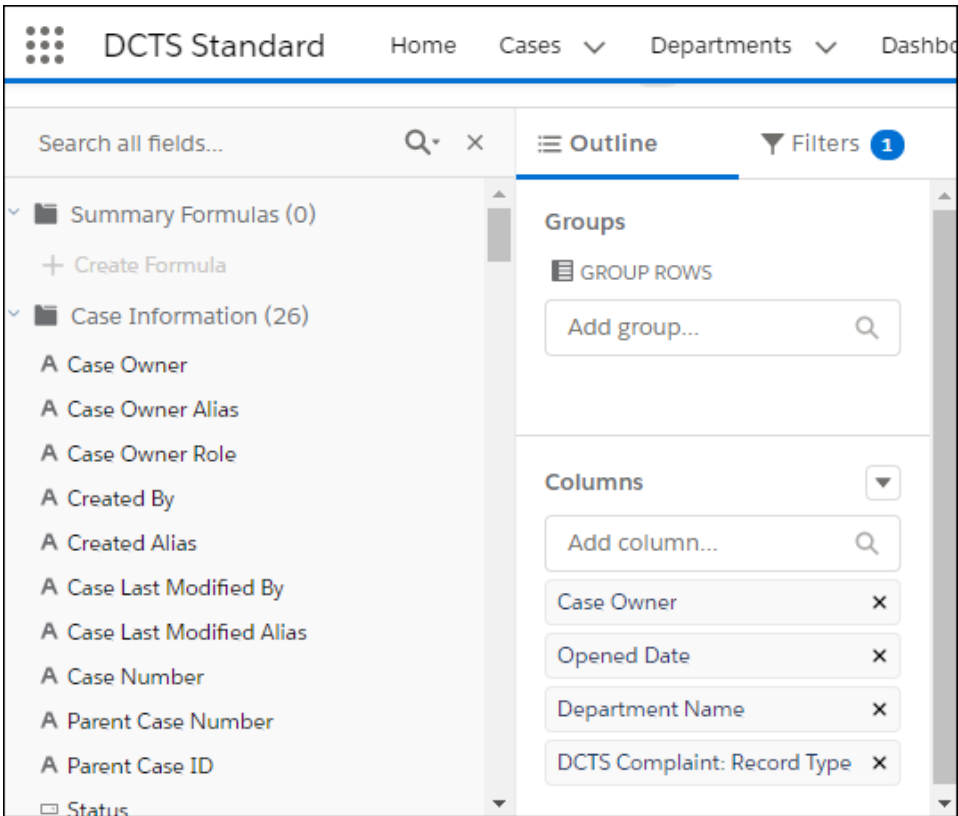 DCTS Standard Home Cases Departments Dashbo
Search all fields...
Outline Filters 1
Summary Formulas (0)
Create Formula
Case Information (26)
A Case Owner
A Case Owner Alias
A Case Owner Role
A Created By
A Created Alias
A Case Last Modified By
A Case Last Modified Alias
A Case Number
A Parent Case Number
A Parent Case ID
Status
Groups
GROUP ROWS
Add group...
Columns
Add column...
Case Owner
Opened Date
Department Name
DCTS Complaint: Record Type